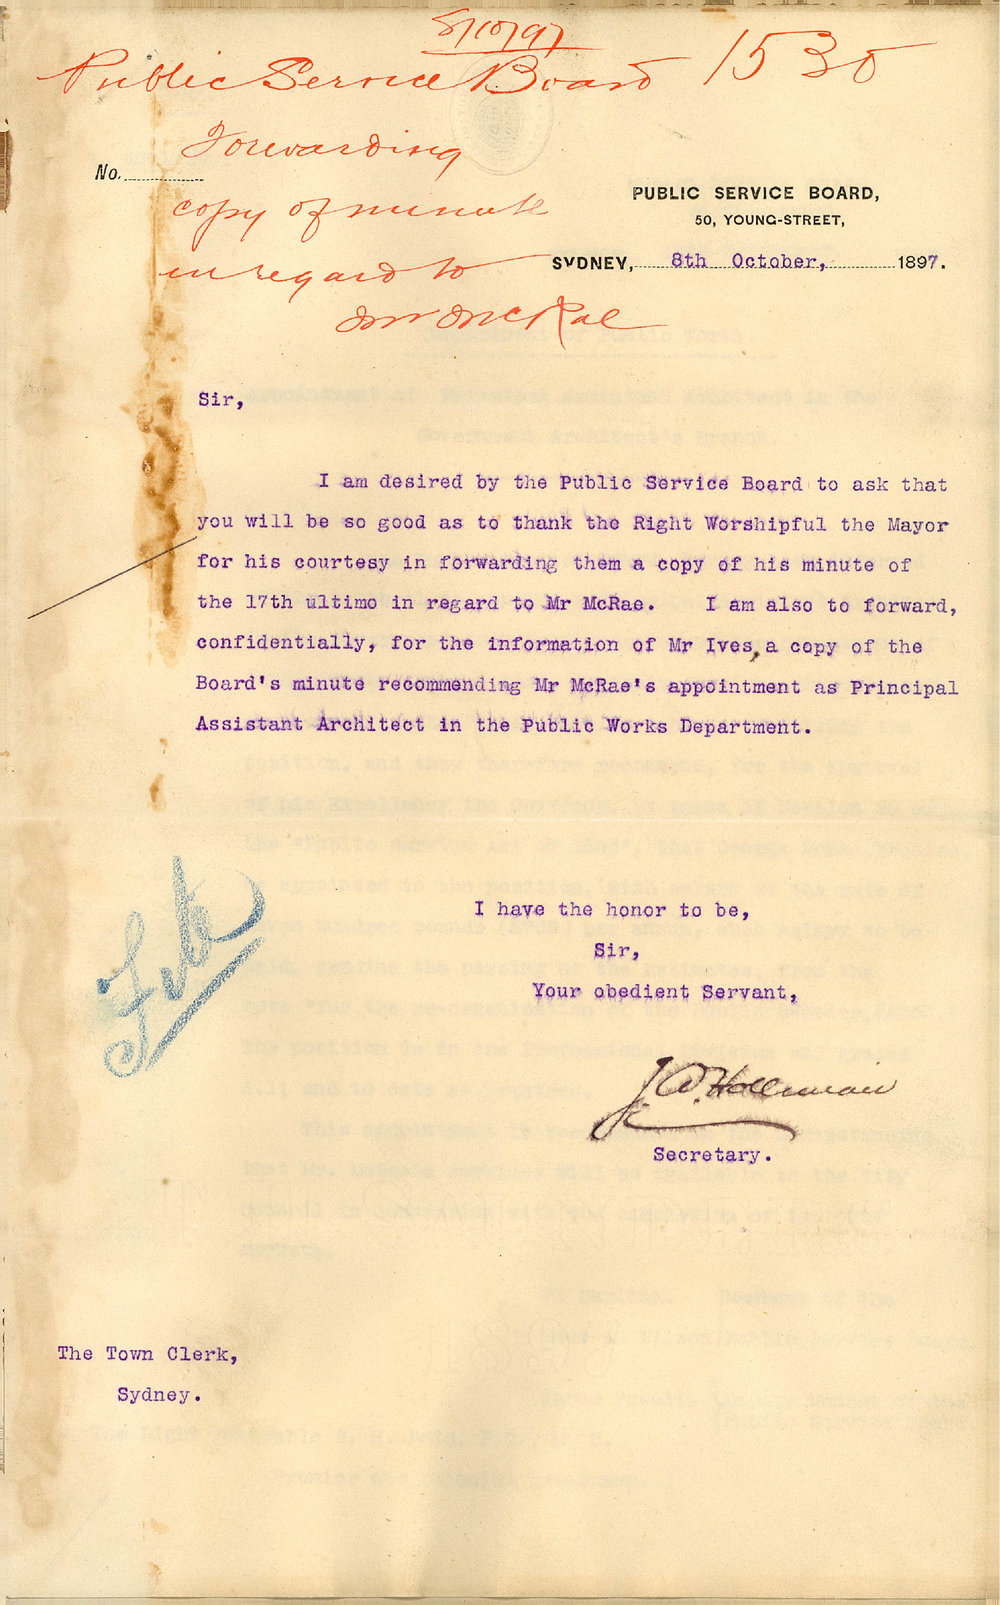 8/10/97
Public Service Board 1530
Forwarding
No.
copy of minute
in regard to
Mr McRae
PUBLIC SERVICE BOARD,
50, YOUNG-STREET,
SYDNEY, 8th October, 1897.
Sir,
I am desired by the Public Service Board to ask that
you will be so good as to thank the Right Worshipful the Mayor
for his courtesy in forwarding them a copy of his minute of
the 17th ultimo in regard to Mr McRae. I am also to forward,
confidentially, for the information of Mr Ives, a copy of the
Board's minute recommending Mr McRae's appointment as Principal
Assistant Architect in the Public Works Department.
I have the honor to be,
Sir,
Your obedient Servant,
J. D. Holliman
Secretary.
The Town Clerk,
Sydney.